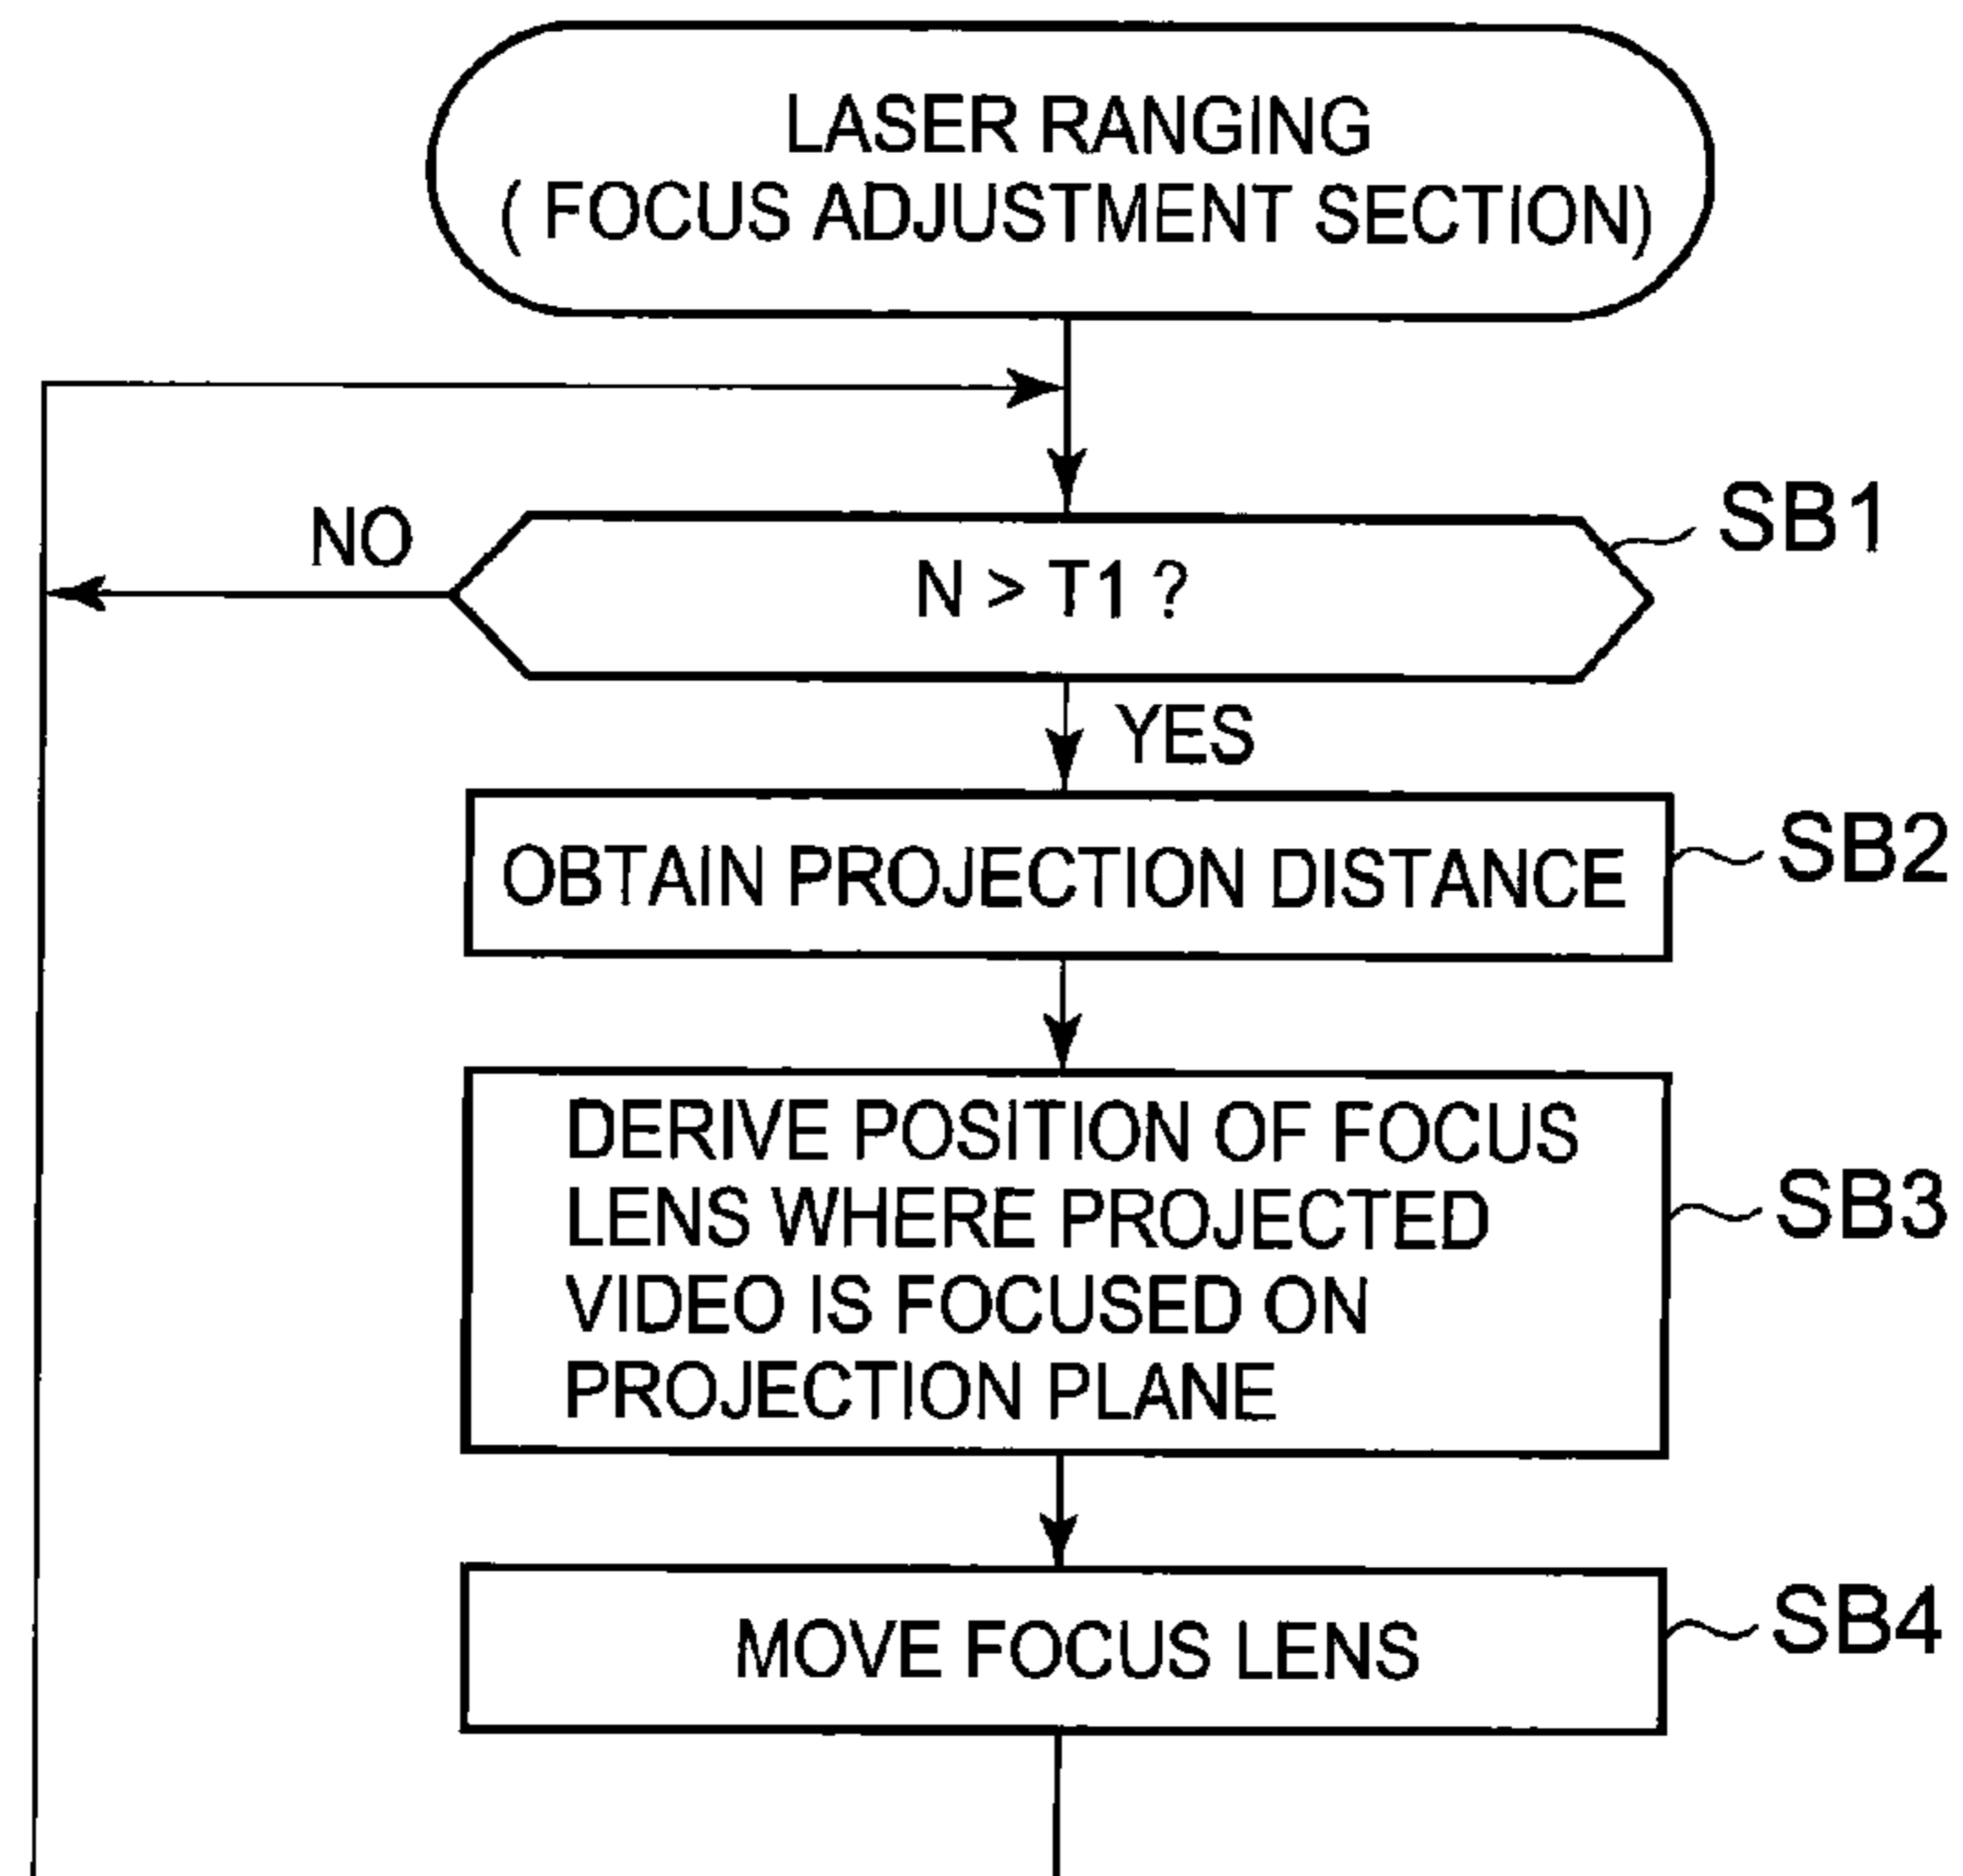 LASER RANGING
( FOCUS ADJUSTMENT SECTION)
NO
N > T1 ?
SB1
YES
OBTAIN PROJECTION DISTANCE
SB2
DERIVE POSITION OF FOCUS
LENS WHERE PROJECTED
VIDEO IS FOCUSED ON
PROJECTION PLANE
SB3
MOVE FOCUS LENS
SB4